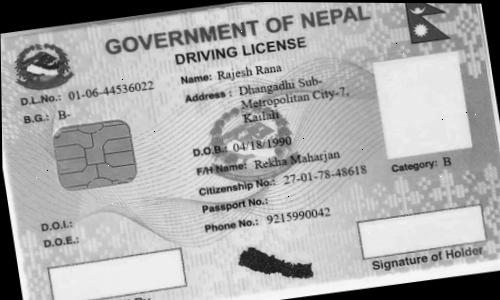 GOVERNMENT OF NEPAL
DRIVING LICENSE
D.L.No.: 01-06-44536022
B.G.: B-
Name: Rajesh Rana
Address: Dhangadhi Sub-
Metropolitan City-7,
Kailali
D.O.B.: 04/18/1990
F/H Name: Rekha Maharjan
Citizenship No.: 27-01-78-48618
Passport No.:
Phone No.: 9215990042
Category: B
D.O.I.:
D.O.E.:
Signature of Holder
By